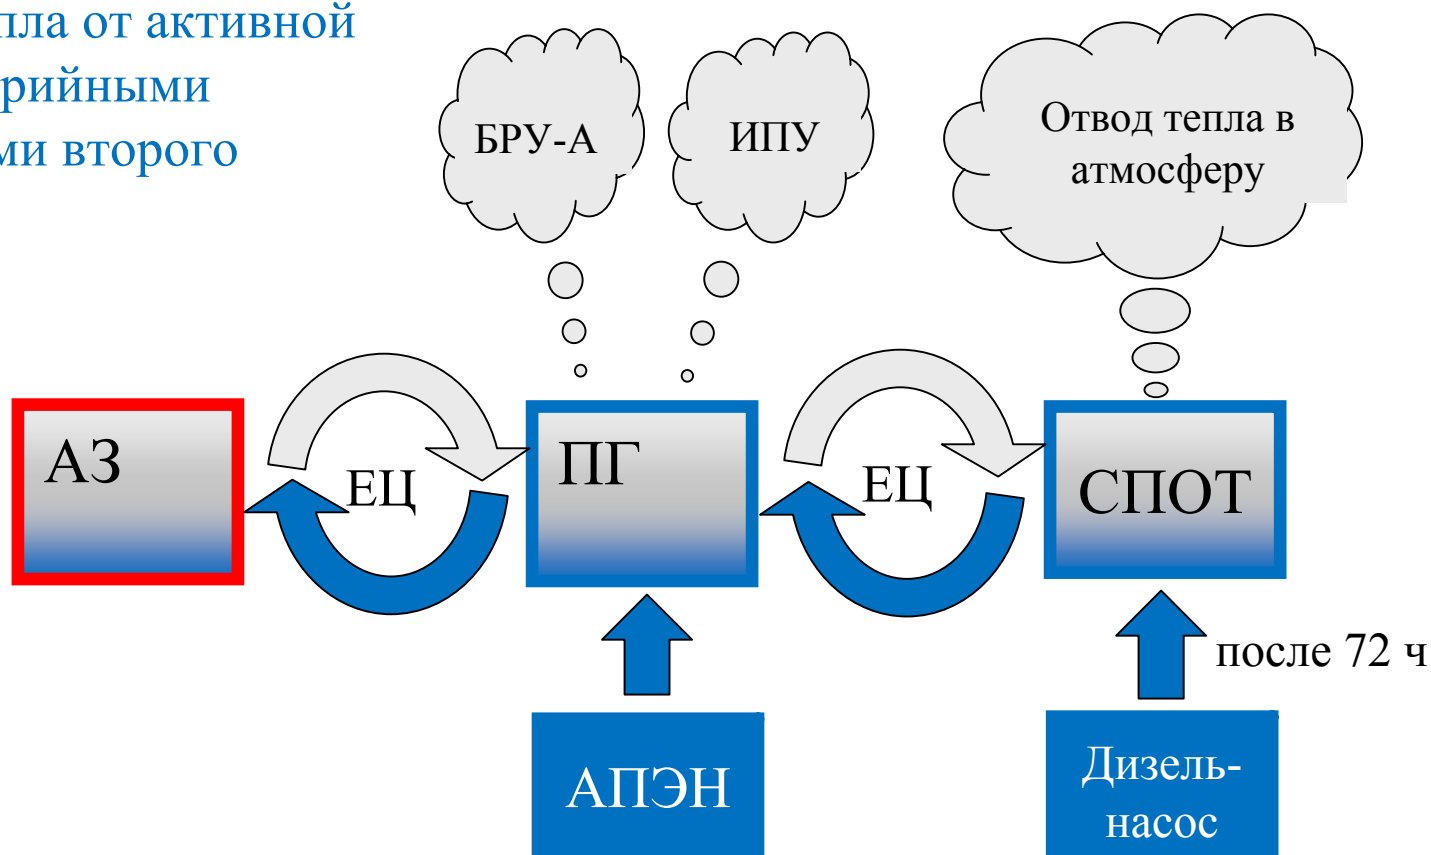 пла от активной
рийными
ми второго
БРУ-А
ИПУ
Отвод тепла в
атмосферу
АЗ
ЕЦ
ПГ
ЕЦ
СПОТ
после 72 ч
АПЭН
Дизель-
насос